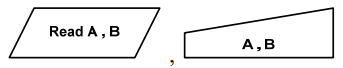 Read A , B
, A , B